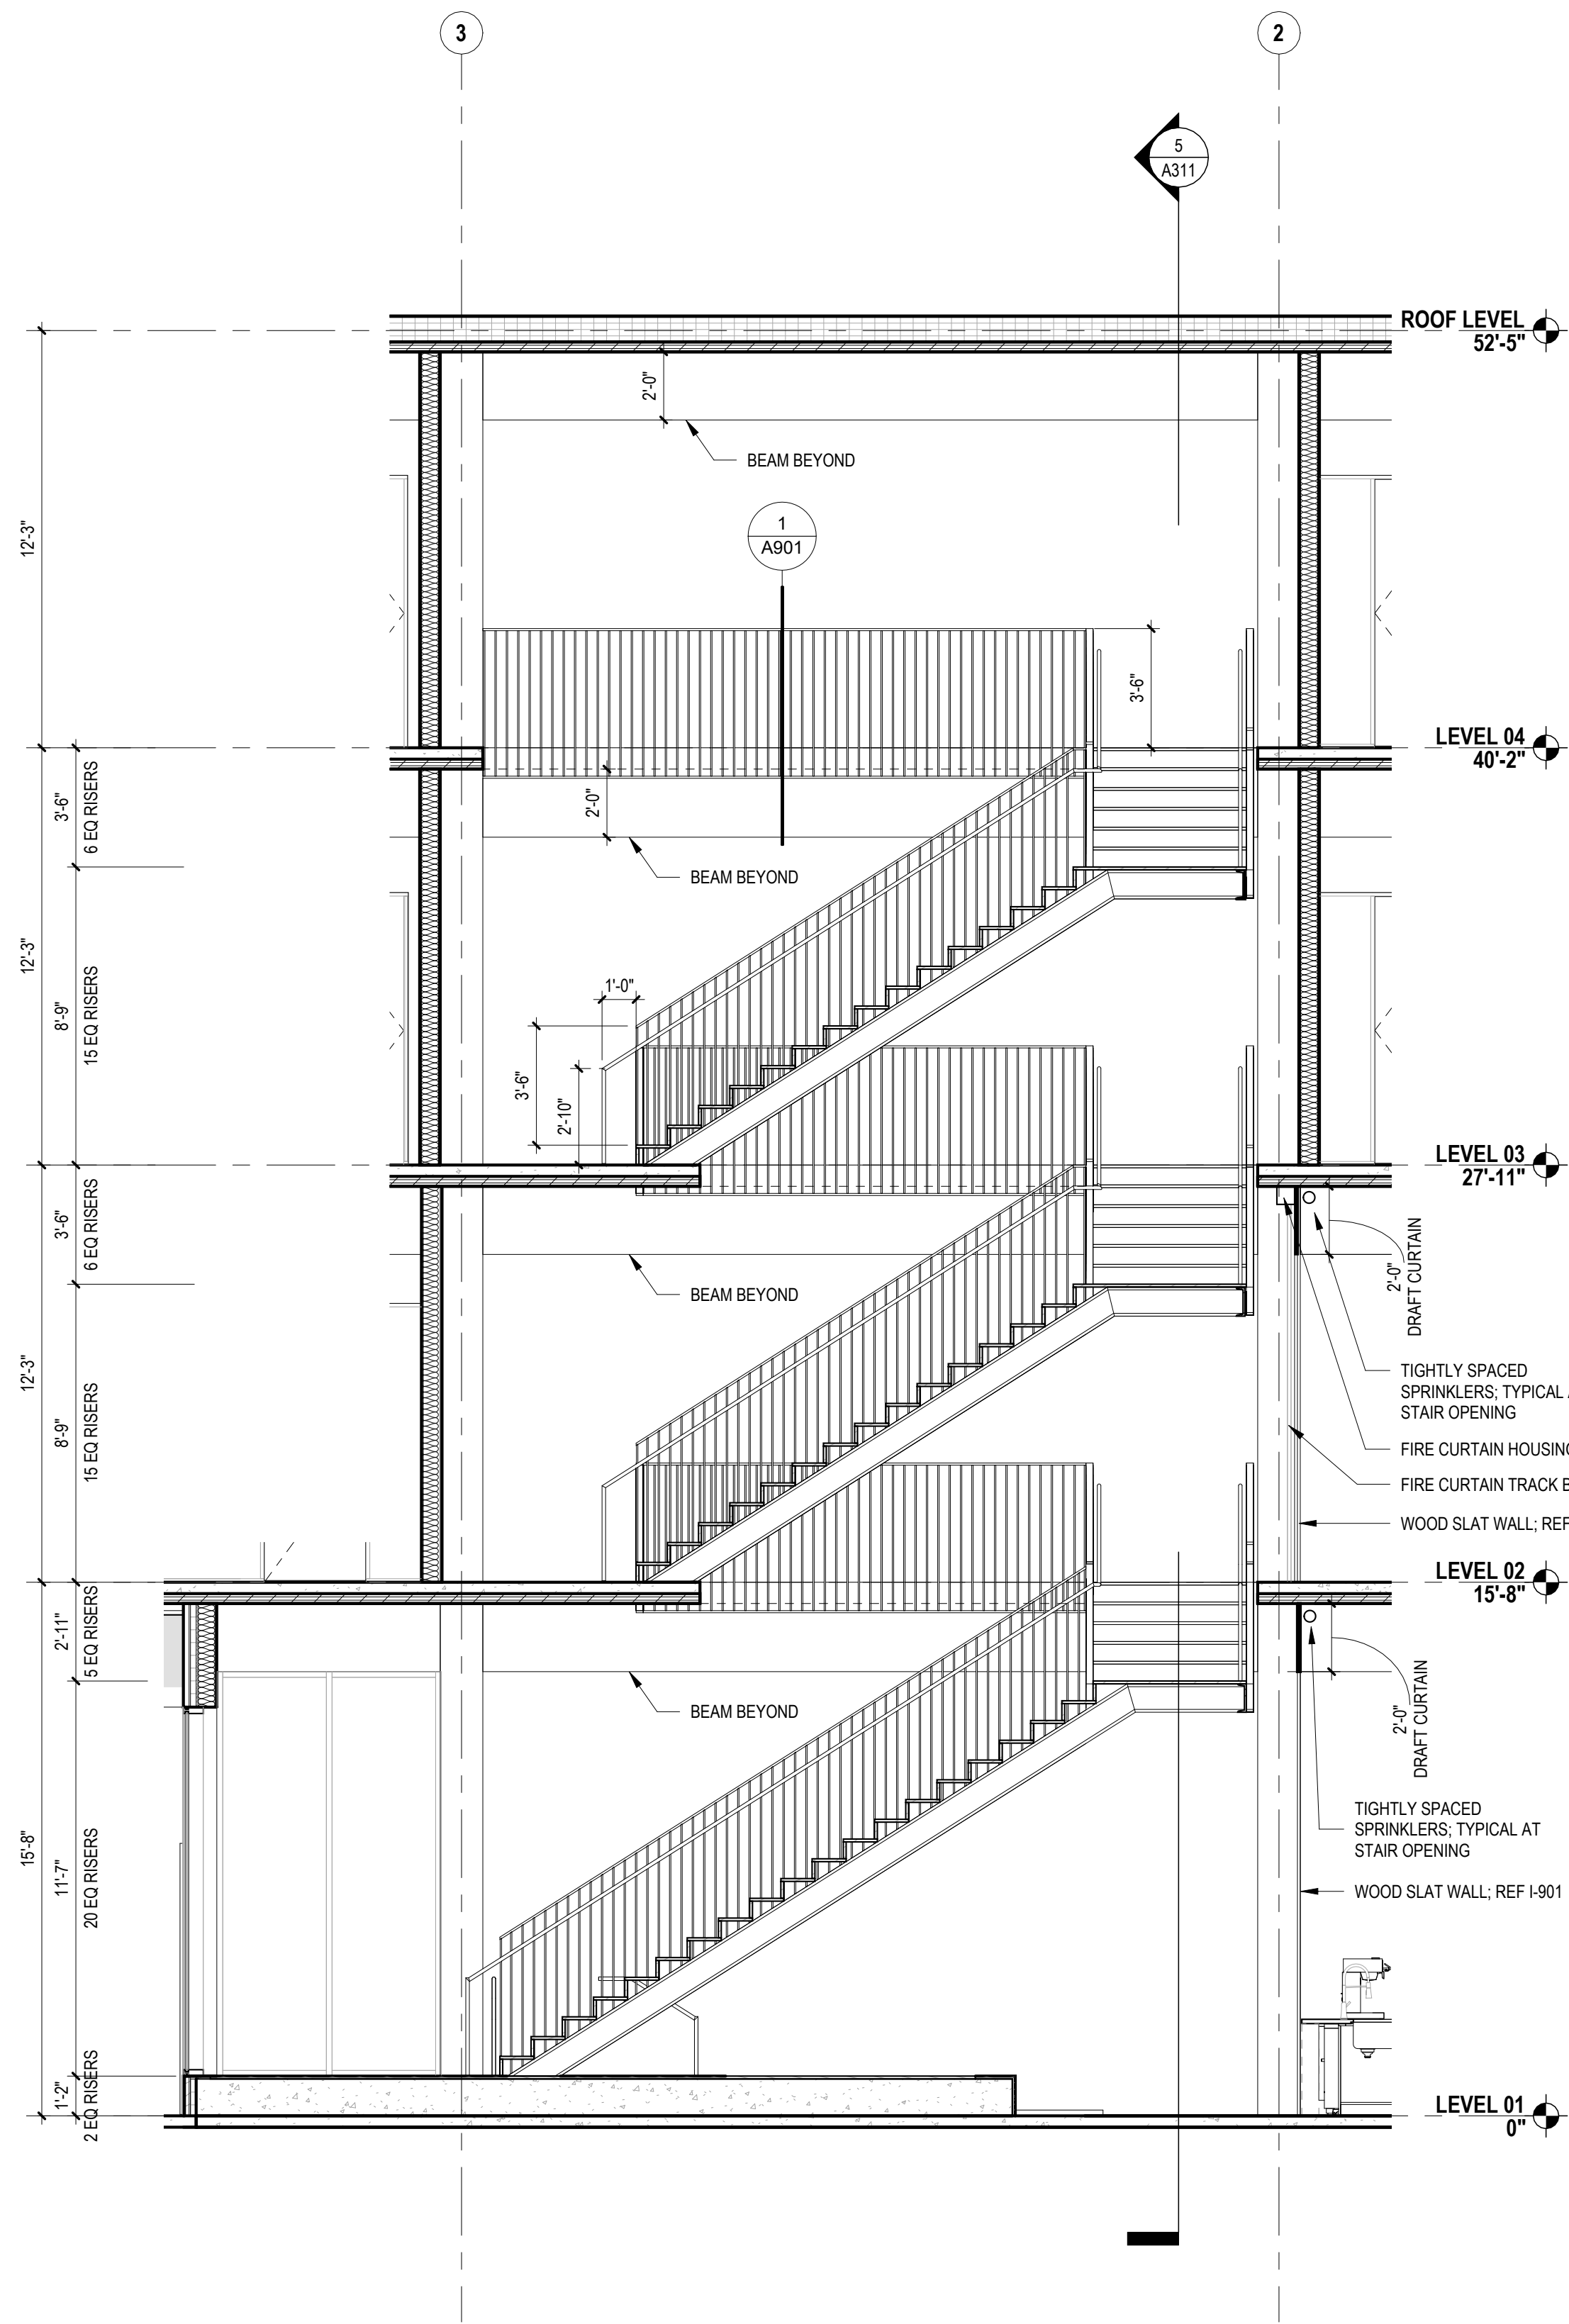 3
2
5
A311
ROOF LEVEL
52'-5"
2'-0"
BEAM BEYOND
12'-3"
1
A901
3'-6"
LEVEL 04
40'-2"
3'-6"
6 EQ RISERS
2'-0"
BEAM BEYOND
12'-3"
8'-9"
15 EQ RISERS
1'-0"
3'-6"
2'-10"
LEVEL 03
27'-11"
3'-6"
6 EQ RISERS
BEAM BEYOND
2'-0"
DRAFT CURTAIN
12'-3"
8'-9"
15 EQ RISERS
TIGHTLY SPACED
SPRINKLERS; TYPICAL
STAIR OPENING
FIRE CURTAIN HOUSING
FIRE CURTAIN TRACK
WOOD SLAT WALL; REF
LEVEL 02
15'-8"
2'-11"
5 EQ RISERS
BEAM BEYOND
2'-0"
DRAFT CURTAIN
15'-8"
11'-7"
20 EQ RISERS
TIGHTLY SPACED
SPRINKLERS; TYPICAL AT
STAIR OPENING
WOOD SLAT WALL; REF I-901
1'-2"
2 EQ RISERS
LEVEL 01
0"